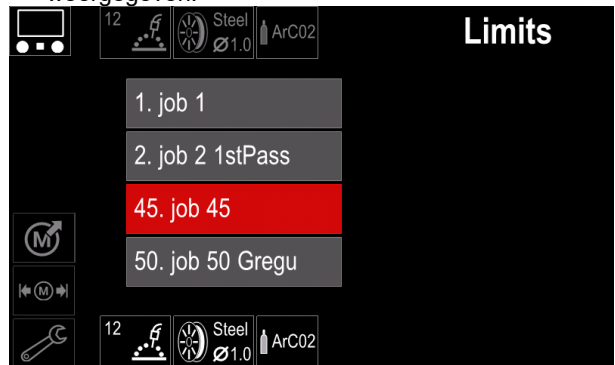 12 Steel ArC02 Limits
Ø1.0
1. job 1
2. job 2 1stPass
45. job 45
M
50. job 50 Gregu
M
12 Steel ArC02
Ø1.0